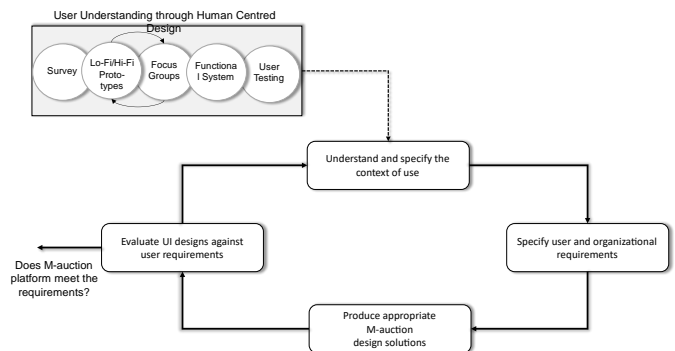 User Understanding through Human Centred
Design
Survey
Lo-Fi/Hi-Fi
Proto-
types
Focus
Groups
Functiona
l System
User
Testing
Understand and specify the
context of use
Evaluate UI designs against
user requirements
Specify user and organizational
requirements
Does M-auction
platform meet the
requirements?
Produce appropriate
M-auction
design solutions